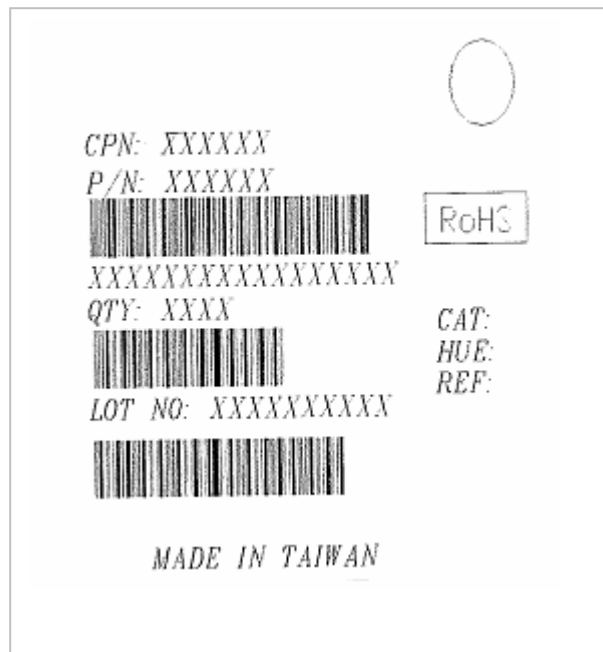 CPN: XXXXXX
P/N: XXXXXX
RoHS
XXXXXXXXXXXXXXXXX
QTY: XXXX
CAT:
HUE:
REF:
LOT NO: XXXXXXXXXX
MADE IN TAIWAN